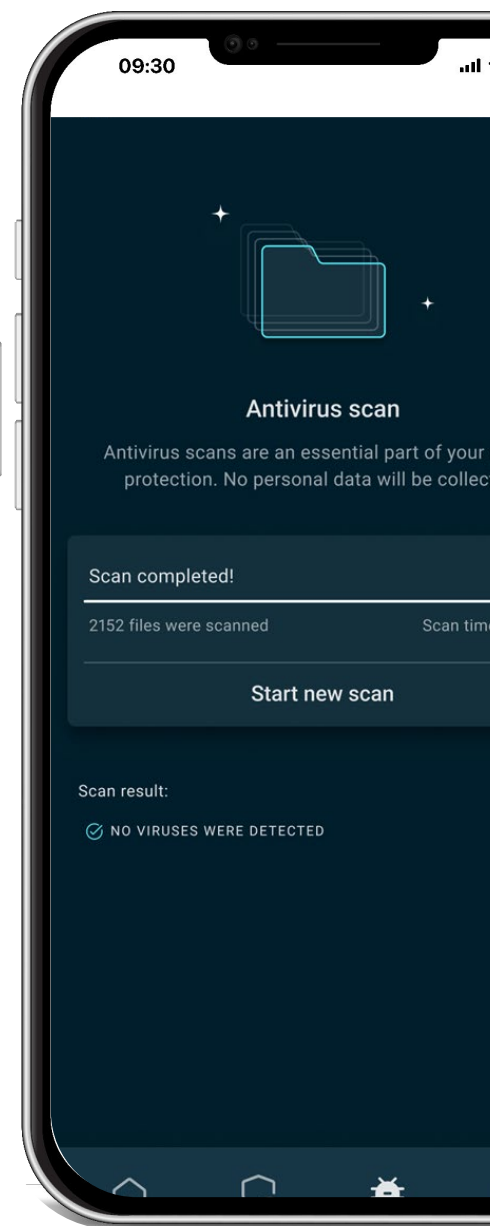 09:30
Antivirus scan
Antivirus scans are an essential part of your
protection. No personal data will be collec
Scan completed!
2152 files were scanned
Scan tim
Start new scan
Scan result:
NO VIRUSES WERE DETECTED